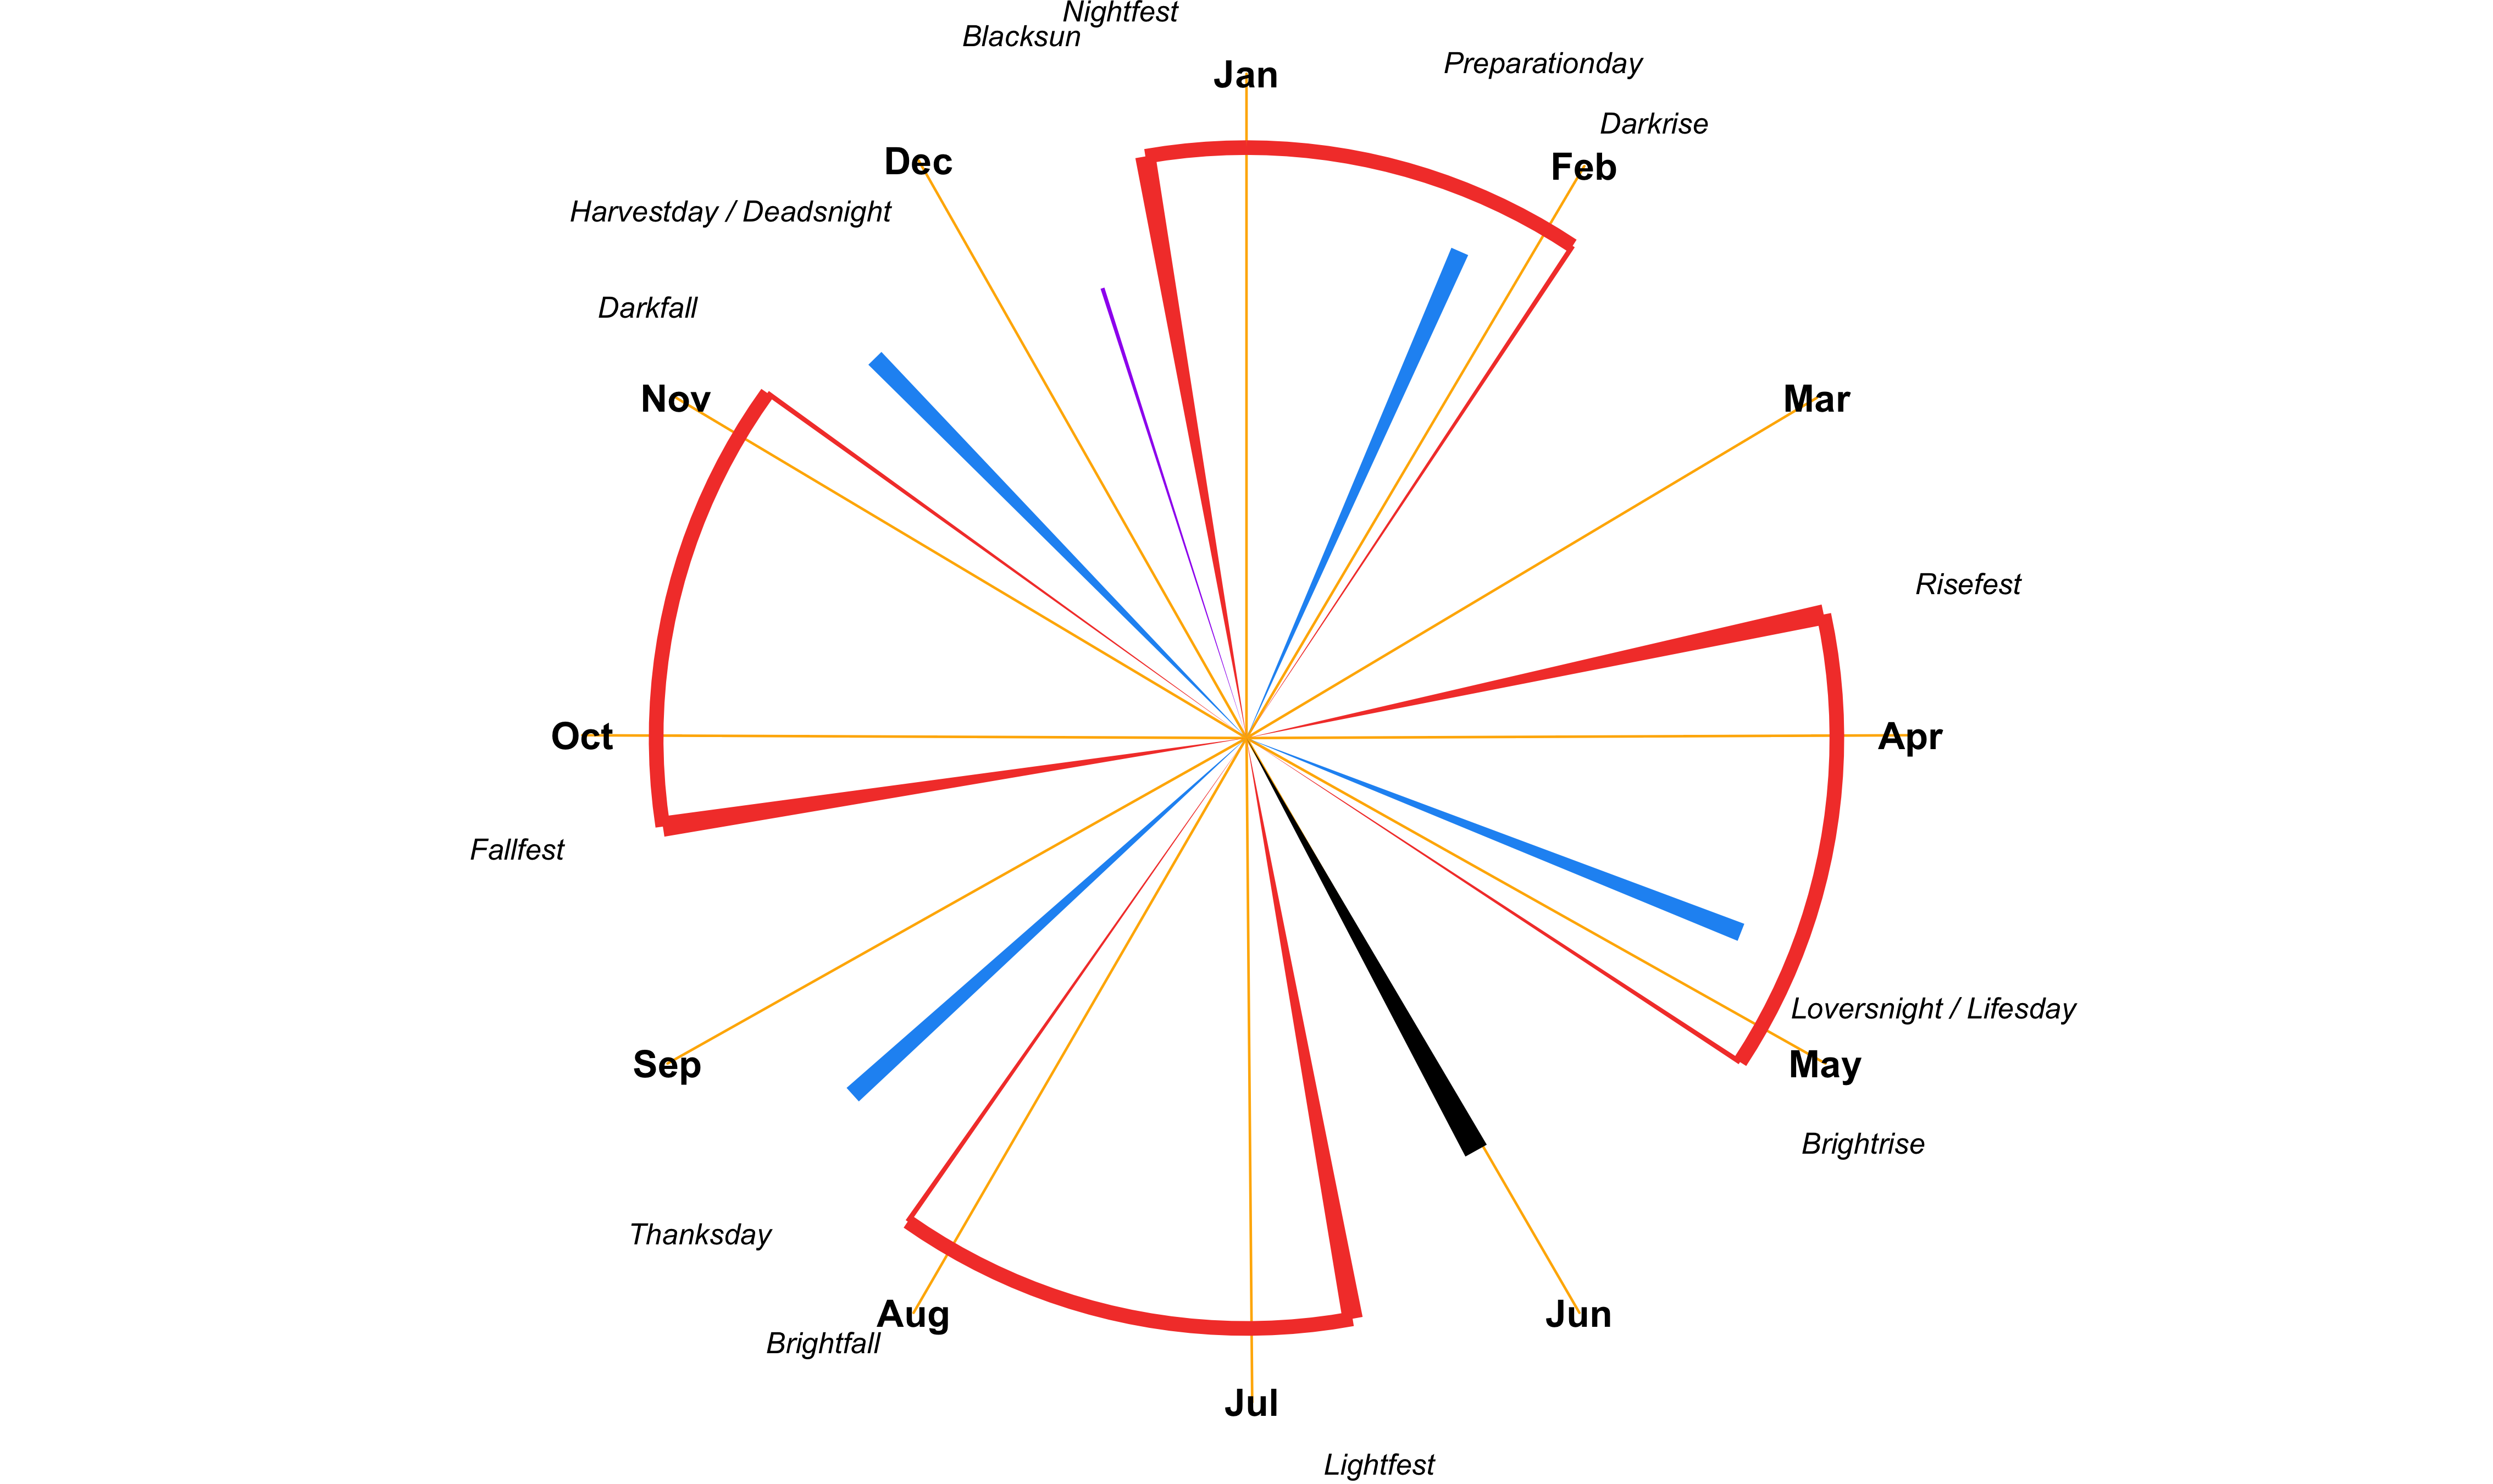 Nightfest
Blacksun
Preparationday
Jan
Darkrise
Dec
Feb
Harvestday / Deadsnight
Darkfall
Nov
Mar
Risefest
Oct
Apr
Fallfest
Loversnight / Lifesday
Sep
May
Brightrise
Thanksday
Aug
Jun
Brightfall
Jul
Lightfest